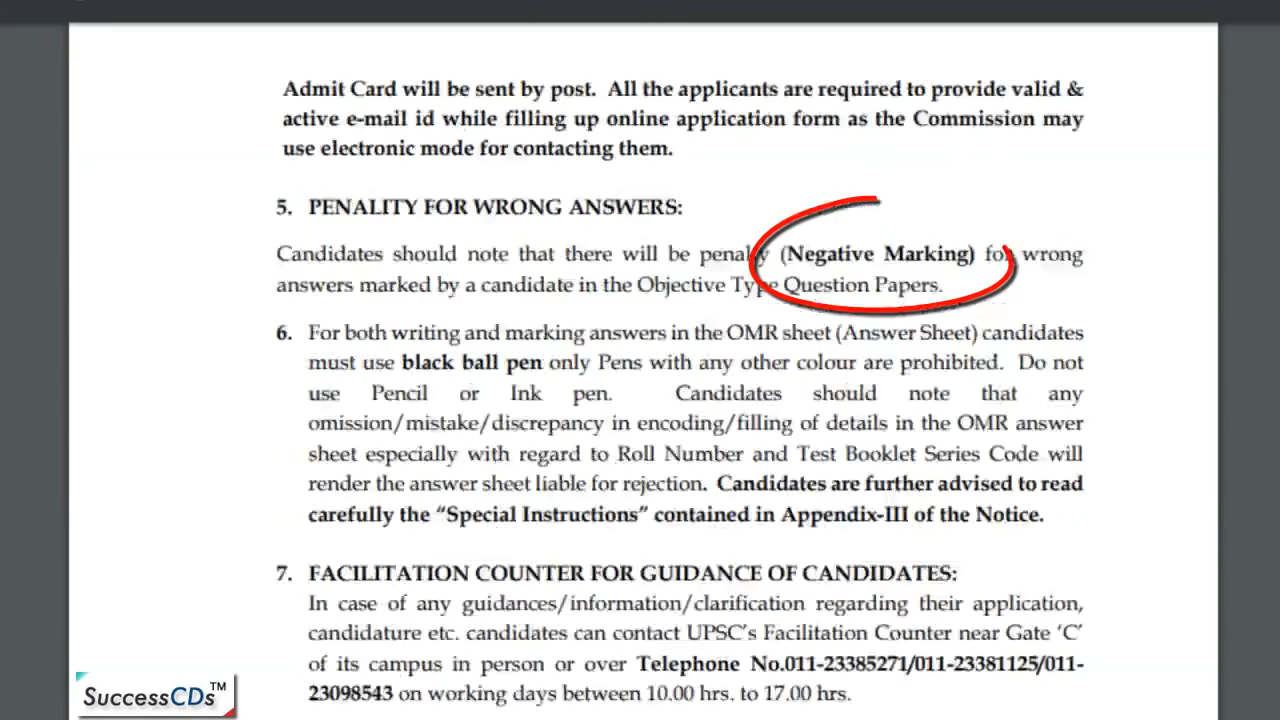 Admit Card will be sent by post. All the applicants are required to provide valid &
active e-mail id while filling up online application form as the Commission may
use electronic mode for contacting them.
5. PENALITY FOR WRONG ANSWERS:
Candidates should note that there will be penalty (Negative Marking) for wrong
answers marked by a candidate in the Objective Type Question Papers.
6. For both writing and marking answers in the OMR sheet (Answer Sheet) candidates
must use black ball pen only Pens with any other colour are prohibited. Do not
use Pencil or Ink pen. Candidates should note that any
omission/mistake/discrepancy in encoding/filling of details in the OMR answer
sheet especially with regard to Roll Number and Test Booklet Series Code will
render the answer sheet liable for rejection. Candidates are further advised to read
carefully the “Special Instructions” contained in Appendix-III of the Notice.
7. FACILITATION COUNTER FOR GUIDANCE OF CANDIDATES:
In case of any guidances/information/clarification regarding their application,
candidature etc. candidates can contact UPSC’s Facilitation Counter near Gate ‘C’
of its campus in person or over Telephone No.011-23385271/011-23381125/011-
23098543 on working days between 10.00 hrs. to 17.00 hrs.
SuccessCDs™